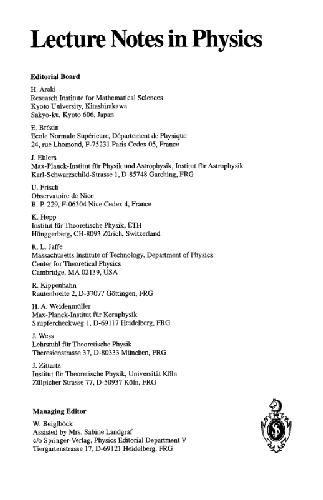 Lecture Notes in Physics
Editorial Board
H. Araki
Research Institute for Mathematical Sciences
Kyoto University, Kitashirakawa
Sakyo-ku, Kyoto 606, Japan
E. Brézin
Ecole Normale Supérieure, Département de Physique
24, rue Lhomond, F-75231 Paris Cedex 05, France
J. Ehlers
Max-Planck-Institut für Physik und Astrophysik, Institut für Astrophysik
Karl-Schwarzschild-Strasse 1, D-85748 Garching, FRG
U. Frisch
Observatoire de Nice
B. P. 229, F-06304 Nice Cedex 4, France
K. Hepp
Institut für Theoretische Physik, ETH
Hönggerberg, CH-8093 Zürich, Switzerland
R. L. Jaffe
Massachusetts Institute of Technology, Department of Physics
Center for Theoretical Physics
Cambridge, MA 02139, USA
R. Kippenhahn
Rautenbreite 2, D-37077 Göttingen, FRG
H. A. Weidenmüller
Max-Planck-Institut für Kernphysik
Saupfercheckweg 1, D-69117 Heidelberg, FRG
J. Wess
Lehrstuhl für Theoretische Physik
Theresienstrasse 37, D-80333 München, FRG
J. Zittartz
Institut für Theoretische Physik, Universität Köln
Zülpicher Strasse 77, D-50937 Köln, FRG
Managing Editor
W. Beiglböck
Assisted by Mrs. Sabine Landgraf
c/o Springer-Verlag, Physics Editorial Department V
Tiergartenstrasse 17, D-69121 Heidelberg, FRG